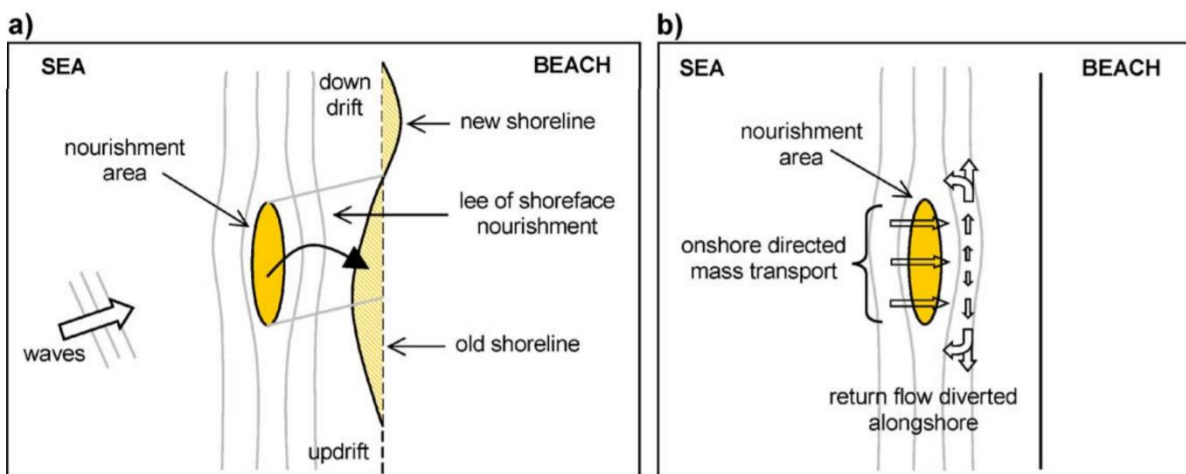 a)
SEA
BEACH
down
drift
new shoreline
nourishment
area
lee of shoreface
nourishment
waves
old shoreline
updrift
b)
SEA
BEACH
nourishment
area
onshore directed
mass transport
return flow diverted
alongshore